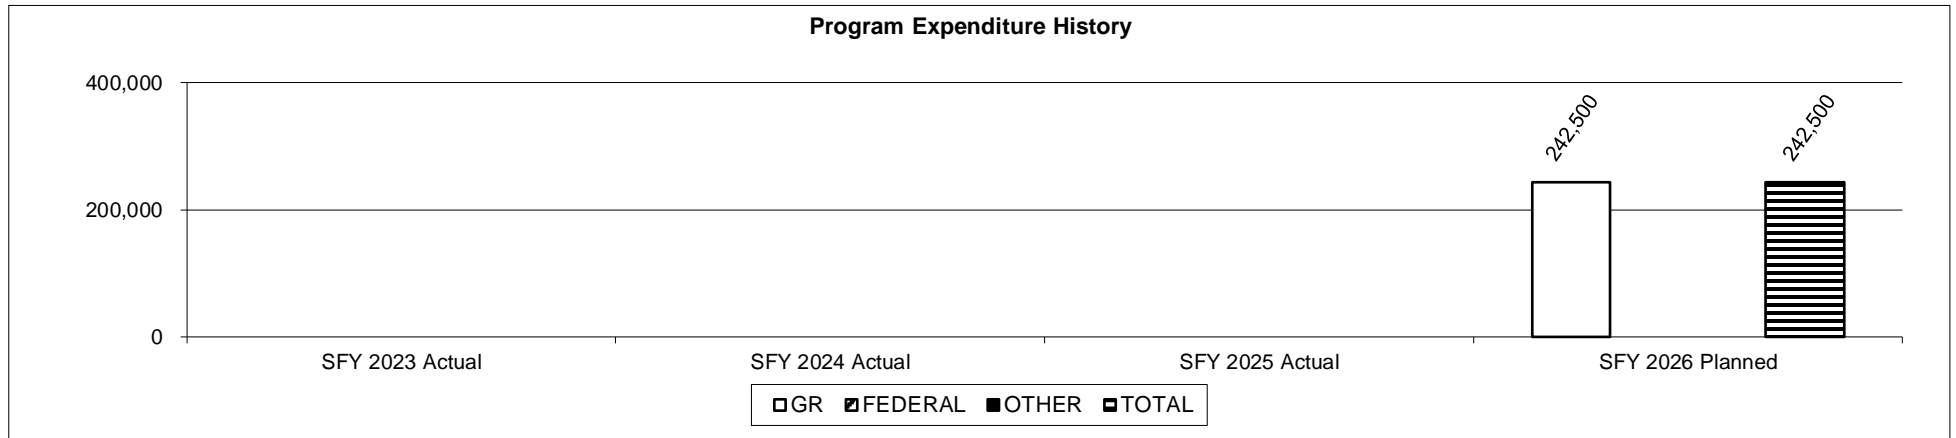 Program Expenditure History
400,000
200,000
0
242,500
242,500
SFY 2023 Actual
SFY 2024 Actual
SFY 2025 Actual
SFY 2026 Planned
GR FEDERAL OTHER TOTAL